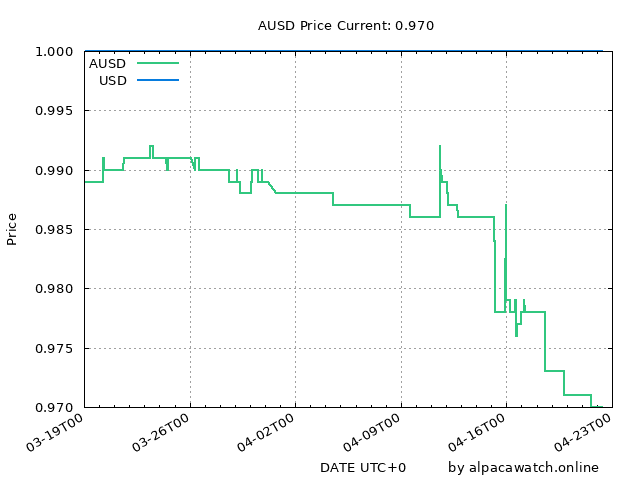 AUSD Price Current: 0.970
1.000
AUSD
USD
0.995
0.990
0.985
Price
0.980
0.975
0.970
03-19T00
03-26T00
04-02T00
04-09T00
04-16T00
04-23T00
DATE UTC+0
by alpacawatch.online